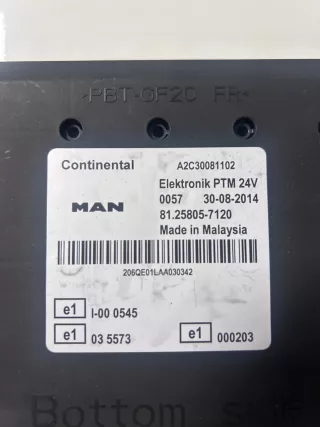 >PBT-GF20 FR<
Continental A2C30081102
Elektronik PTM 24V
MAN 0057 30-08-2014
81.25805-7120
Made in Malaysia
206QE01LAA030342
e1 I-00 0545
e1 03 5573 e1 000203
Bottom